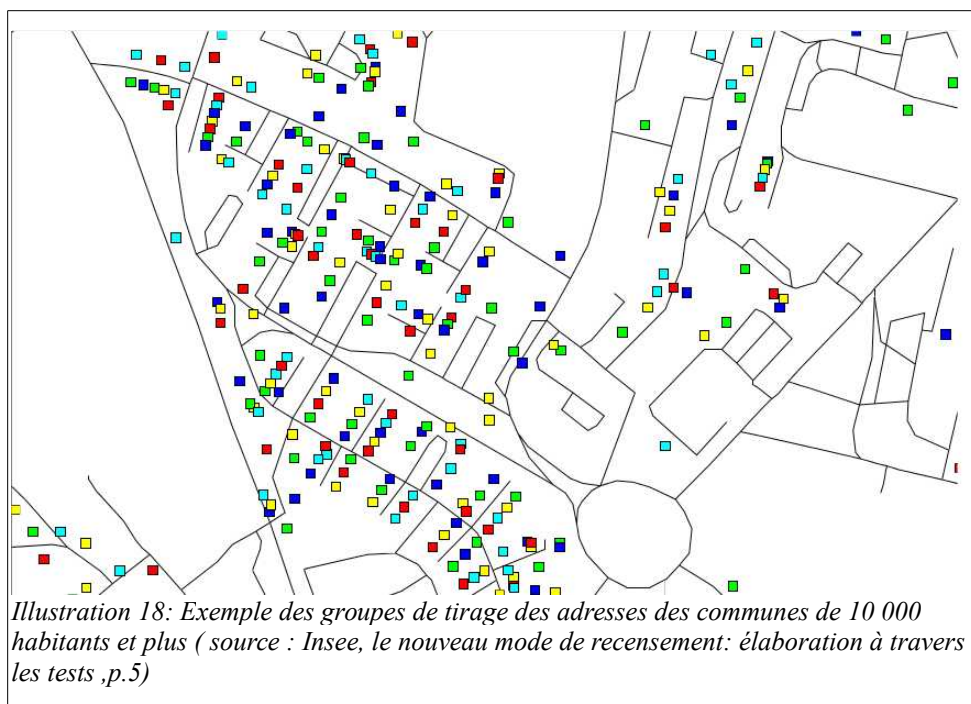 Illustration 18: Exemple des groupes de tirage des adresses des communes de 10 000
habitants et plus ( source : Insee, le nouveau mode de recensement: élaboration à travers
les tests ,p.5)